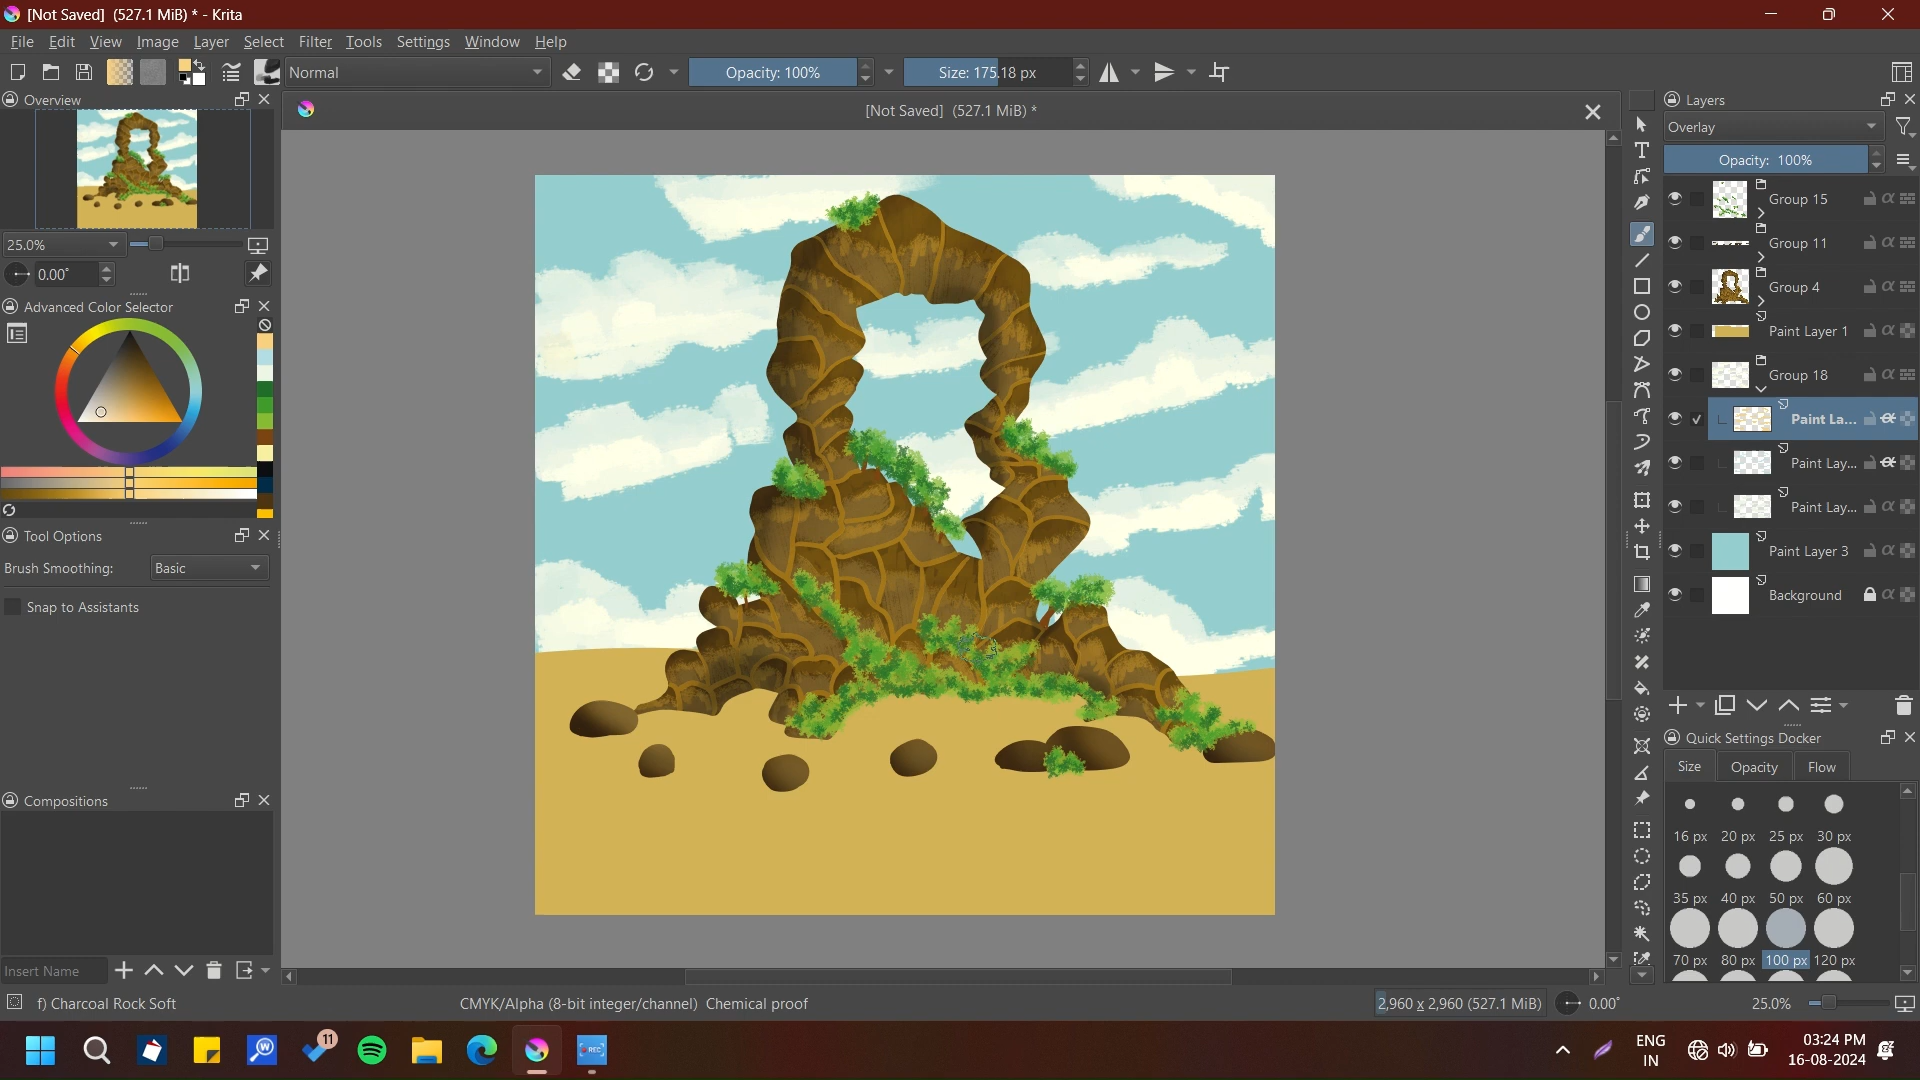 [Not Saved] (527.1 MiB) * - Krita
File Edit View Image Layer Select Filter Tools Settings Window Help
Normal
Opacity: 100%
Size: 175.18 px
Overview
[Not Saved] (527.1 MiB) *
Layers
Overlay
Opacity: 100%
Group 15
Group 11
Group 4
Paint Layer 1
Group 18
Paint La...
Paint Lay...
Paint Lay...
Paint Layer 3
Background
25.0%
0.00°
Advanced Color Selector
Tool Options
Brush Smoothing: Basic
Snap to Assistants
Compositions
Insert Name
Quick Settings Docker
Size Opacity Flow
16 px 20 px 25 px 30 px
35 px 40 px 50 px 60 px
70 px 80 px 100 px 120 px
f) Charcoal Rock Soft
CMYK/Alpha (8-bit integer/channel) Chemical proof
2,960 x 2,960 (527.1 MiB)
0.00°
25.0%
11
REC
ENG
IN
03:24 PM
16-08-2024